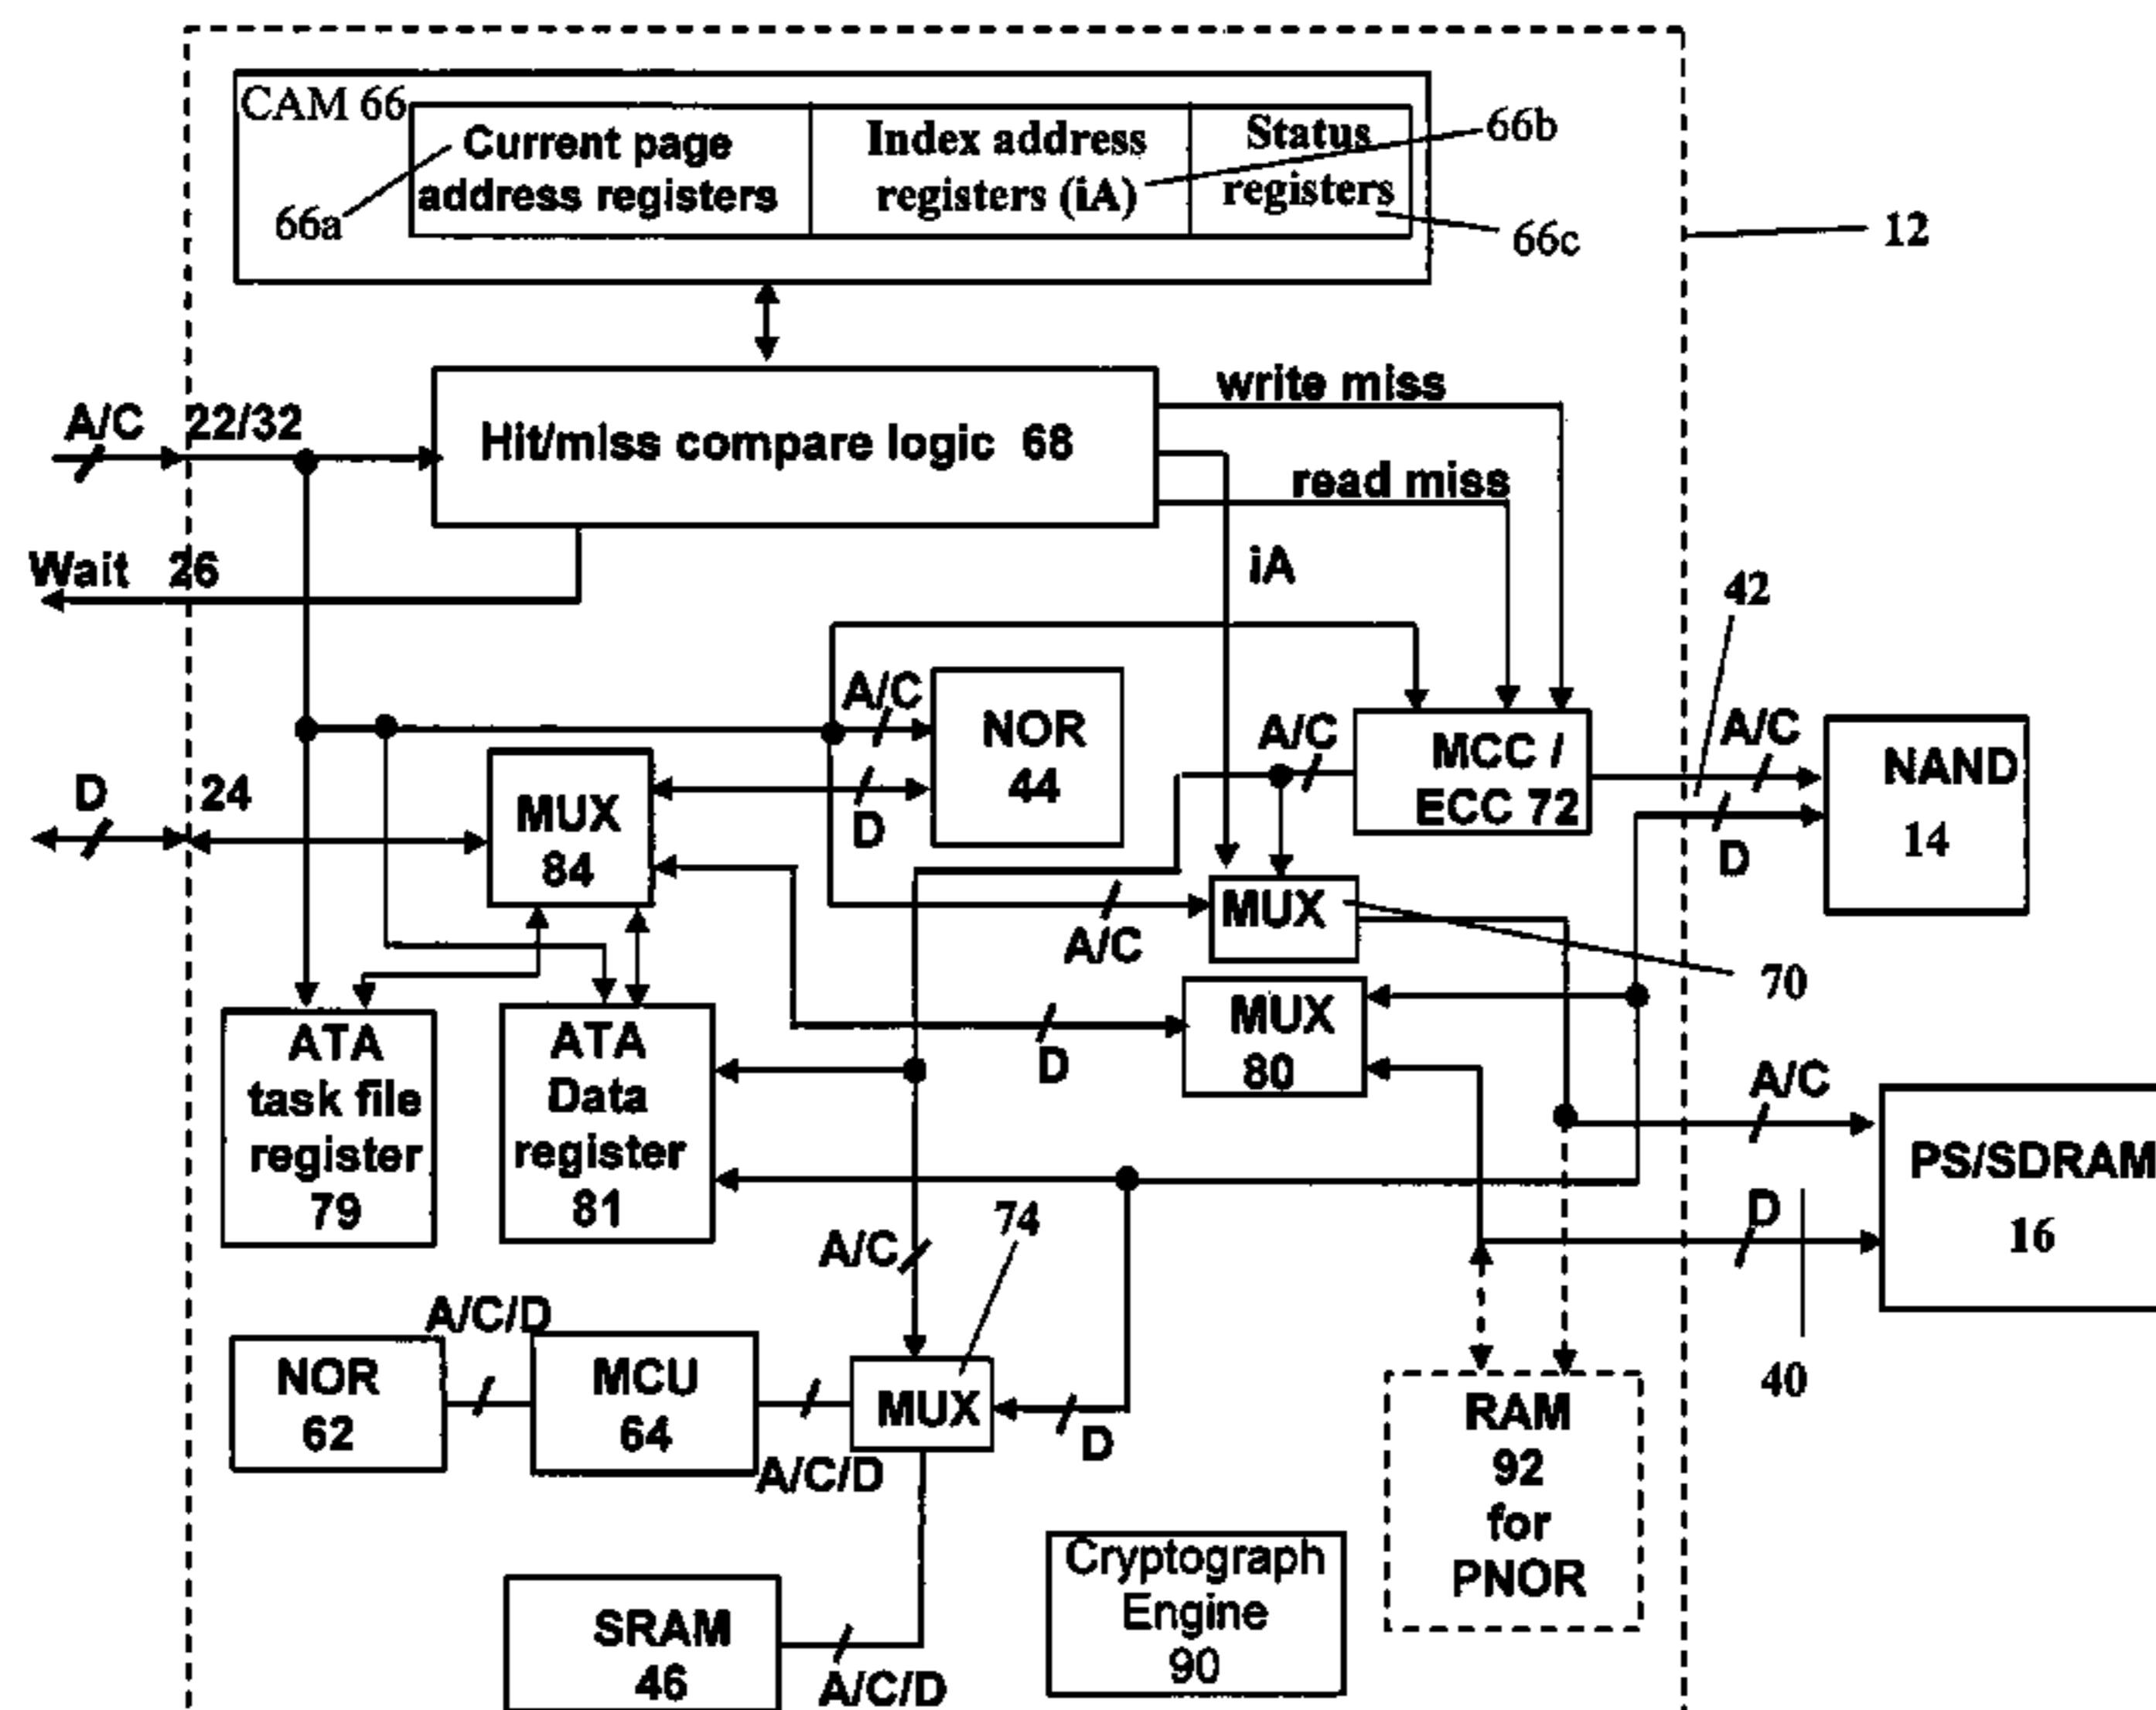 CAM 66
Current page
address registers
Index address
registers (iA)
Status
registers
66a
66b
66c
12
A/C 22/32
Hit/miss compare logic 68
write miss
read miss
Wait 26
iA
42
A/C
NOR
44
A/C
MCC /
ECC 72
A/C
NAND
14
D 24
MUX
84
D
D
MUX
A/C
70
ATA
task file
register
79
ATA
Data
register
81
D
MUX
80
A/C
PS/SDRAM
16
D
40
74
A/C
A/C/D
NOR
62
MCU
64
A/C/D
MUX
D
RAM
92
for
PNOR
SRAM
46
A/C/D
Cryptograph
Engine
90